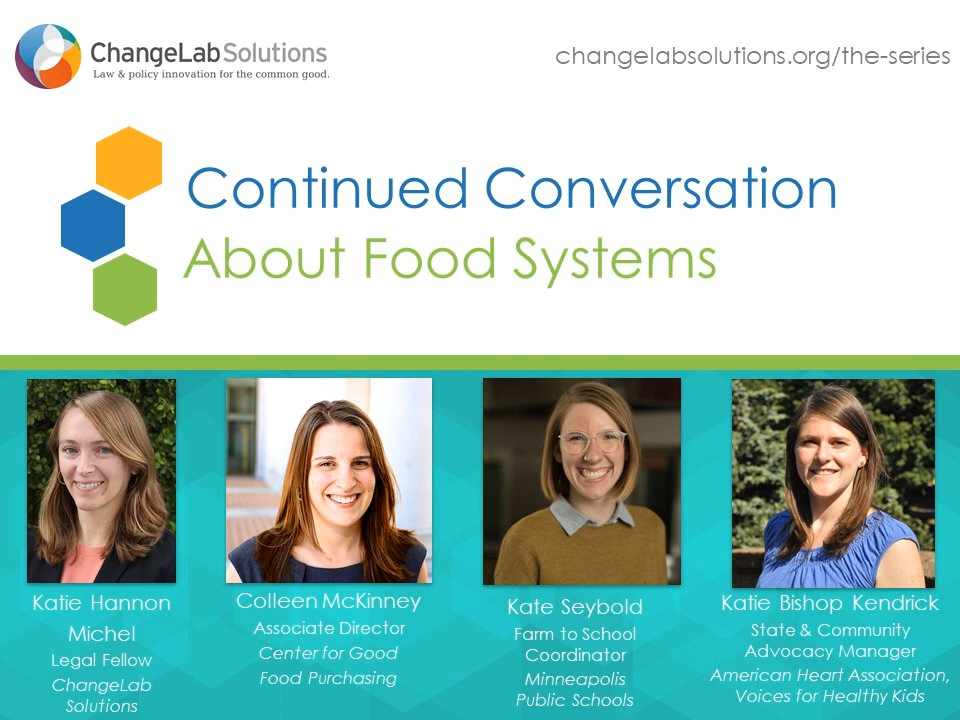 ChangeLab Solutions
Law & policy innovation for the common good.
changelabsolutions.org/the-series
Continued Conversation
About Food Systems
Katie Hannon
Michel
Legal Fellow
ChangeLab
Solutions
Colleen McKinney
Associate Director
Center for Good
Food Purchasing
Kate Seybold
Farm to School
Coordinator
Minneapolis
Public Schools
Katie Bishop Kendrick
State & Community
Advocacy Manager
American Heart Association,
Voices for Healthy Kids